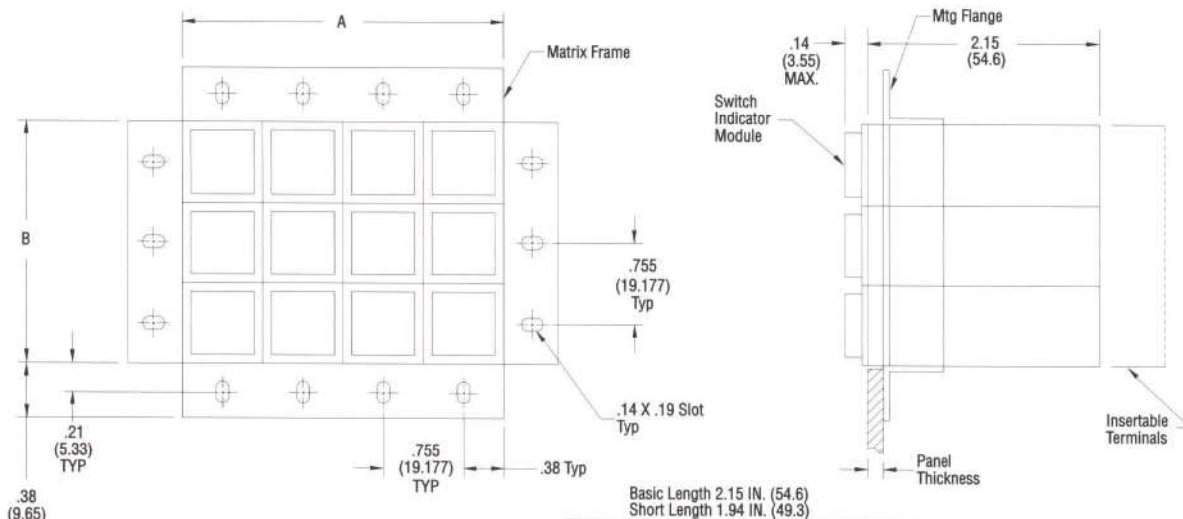 A
Matrix Frame
B
.755
(19.177)
Typ
.14 X .19 Slot
Typ
.21
(5.33)
TYP
.755
(19.177)
TYP
.38 Typ
.38
(9.65)
Mtg Flange
.14
(3.55)
MAX.
2.15
(54.6)
Switch
Indicator
Module
Insertable
Terminals
Panel
Thickness
Basic Length 2.15 IN. (54.6)
Short Length 1.94 IN. (49.3)